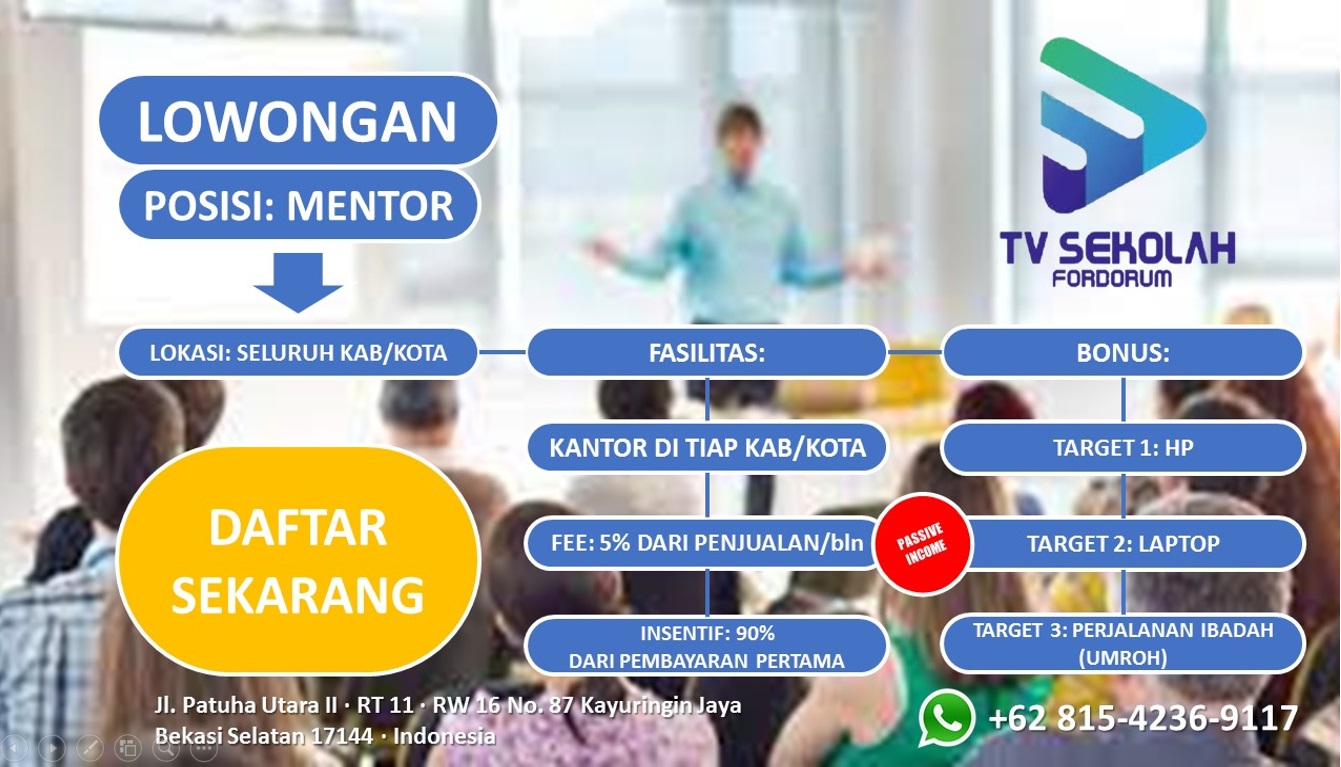 LOWONGAN
POSISI: MENTOR
TV SEKOLAH
FORDORUM
LOKASI: SELURUH KAB/KOTA
FASILITAS:
BONUS:
KANTOR DI TIAP KAB/KOTA
TARGET 1: HP
DAFTAR
SEKARANG
FEE: 5% DARI PENJUALAN/bln
PASSIVE
INCOME
TARGET 2: LAPTOP
INSENTIF: 90%
DARI PEMBAYARAN PERTAMA
TARGET 3: PERJALANAN IBADAH
(UMROH)
Jl. Patuha Utara II · RT 11 · RW 16 No. 87 Kayuringin Jaya
Bekasi Selatan 17144 · Indonesia
+62 815-4236-9117